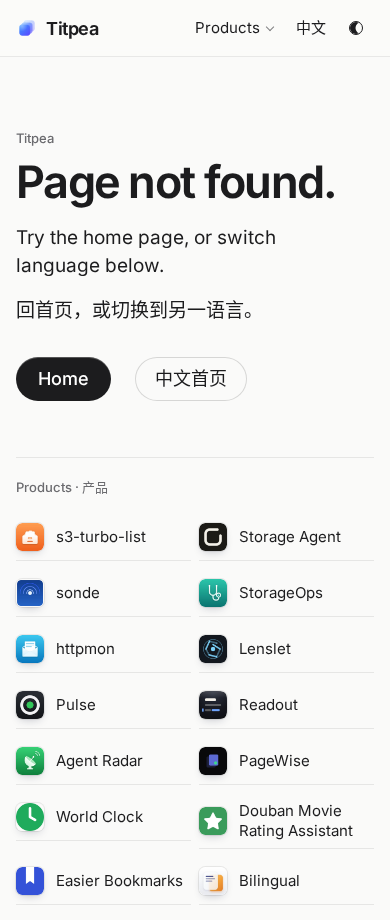 Titpea
Products
中文
Titpea
Page not found.
Try the home page, or switch
language below.
回首页，或切换到另一语言。
Home
中文首页
Products · 产品
s3-turbo-list
Storage Agent
sonde
StorageOps
httpmon
Lenslet
Pulse
Readout
Agent Radar
PageWise
World Clock
Douban Movie
Rating Assistant
Easier Bookmarks
Bilingual